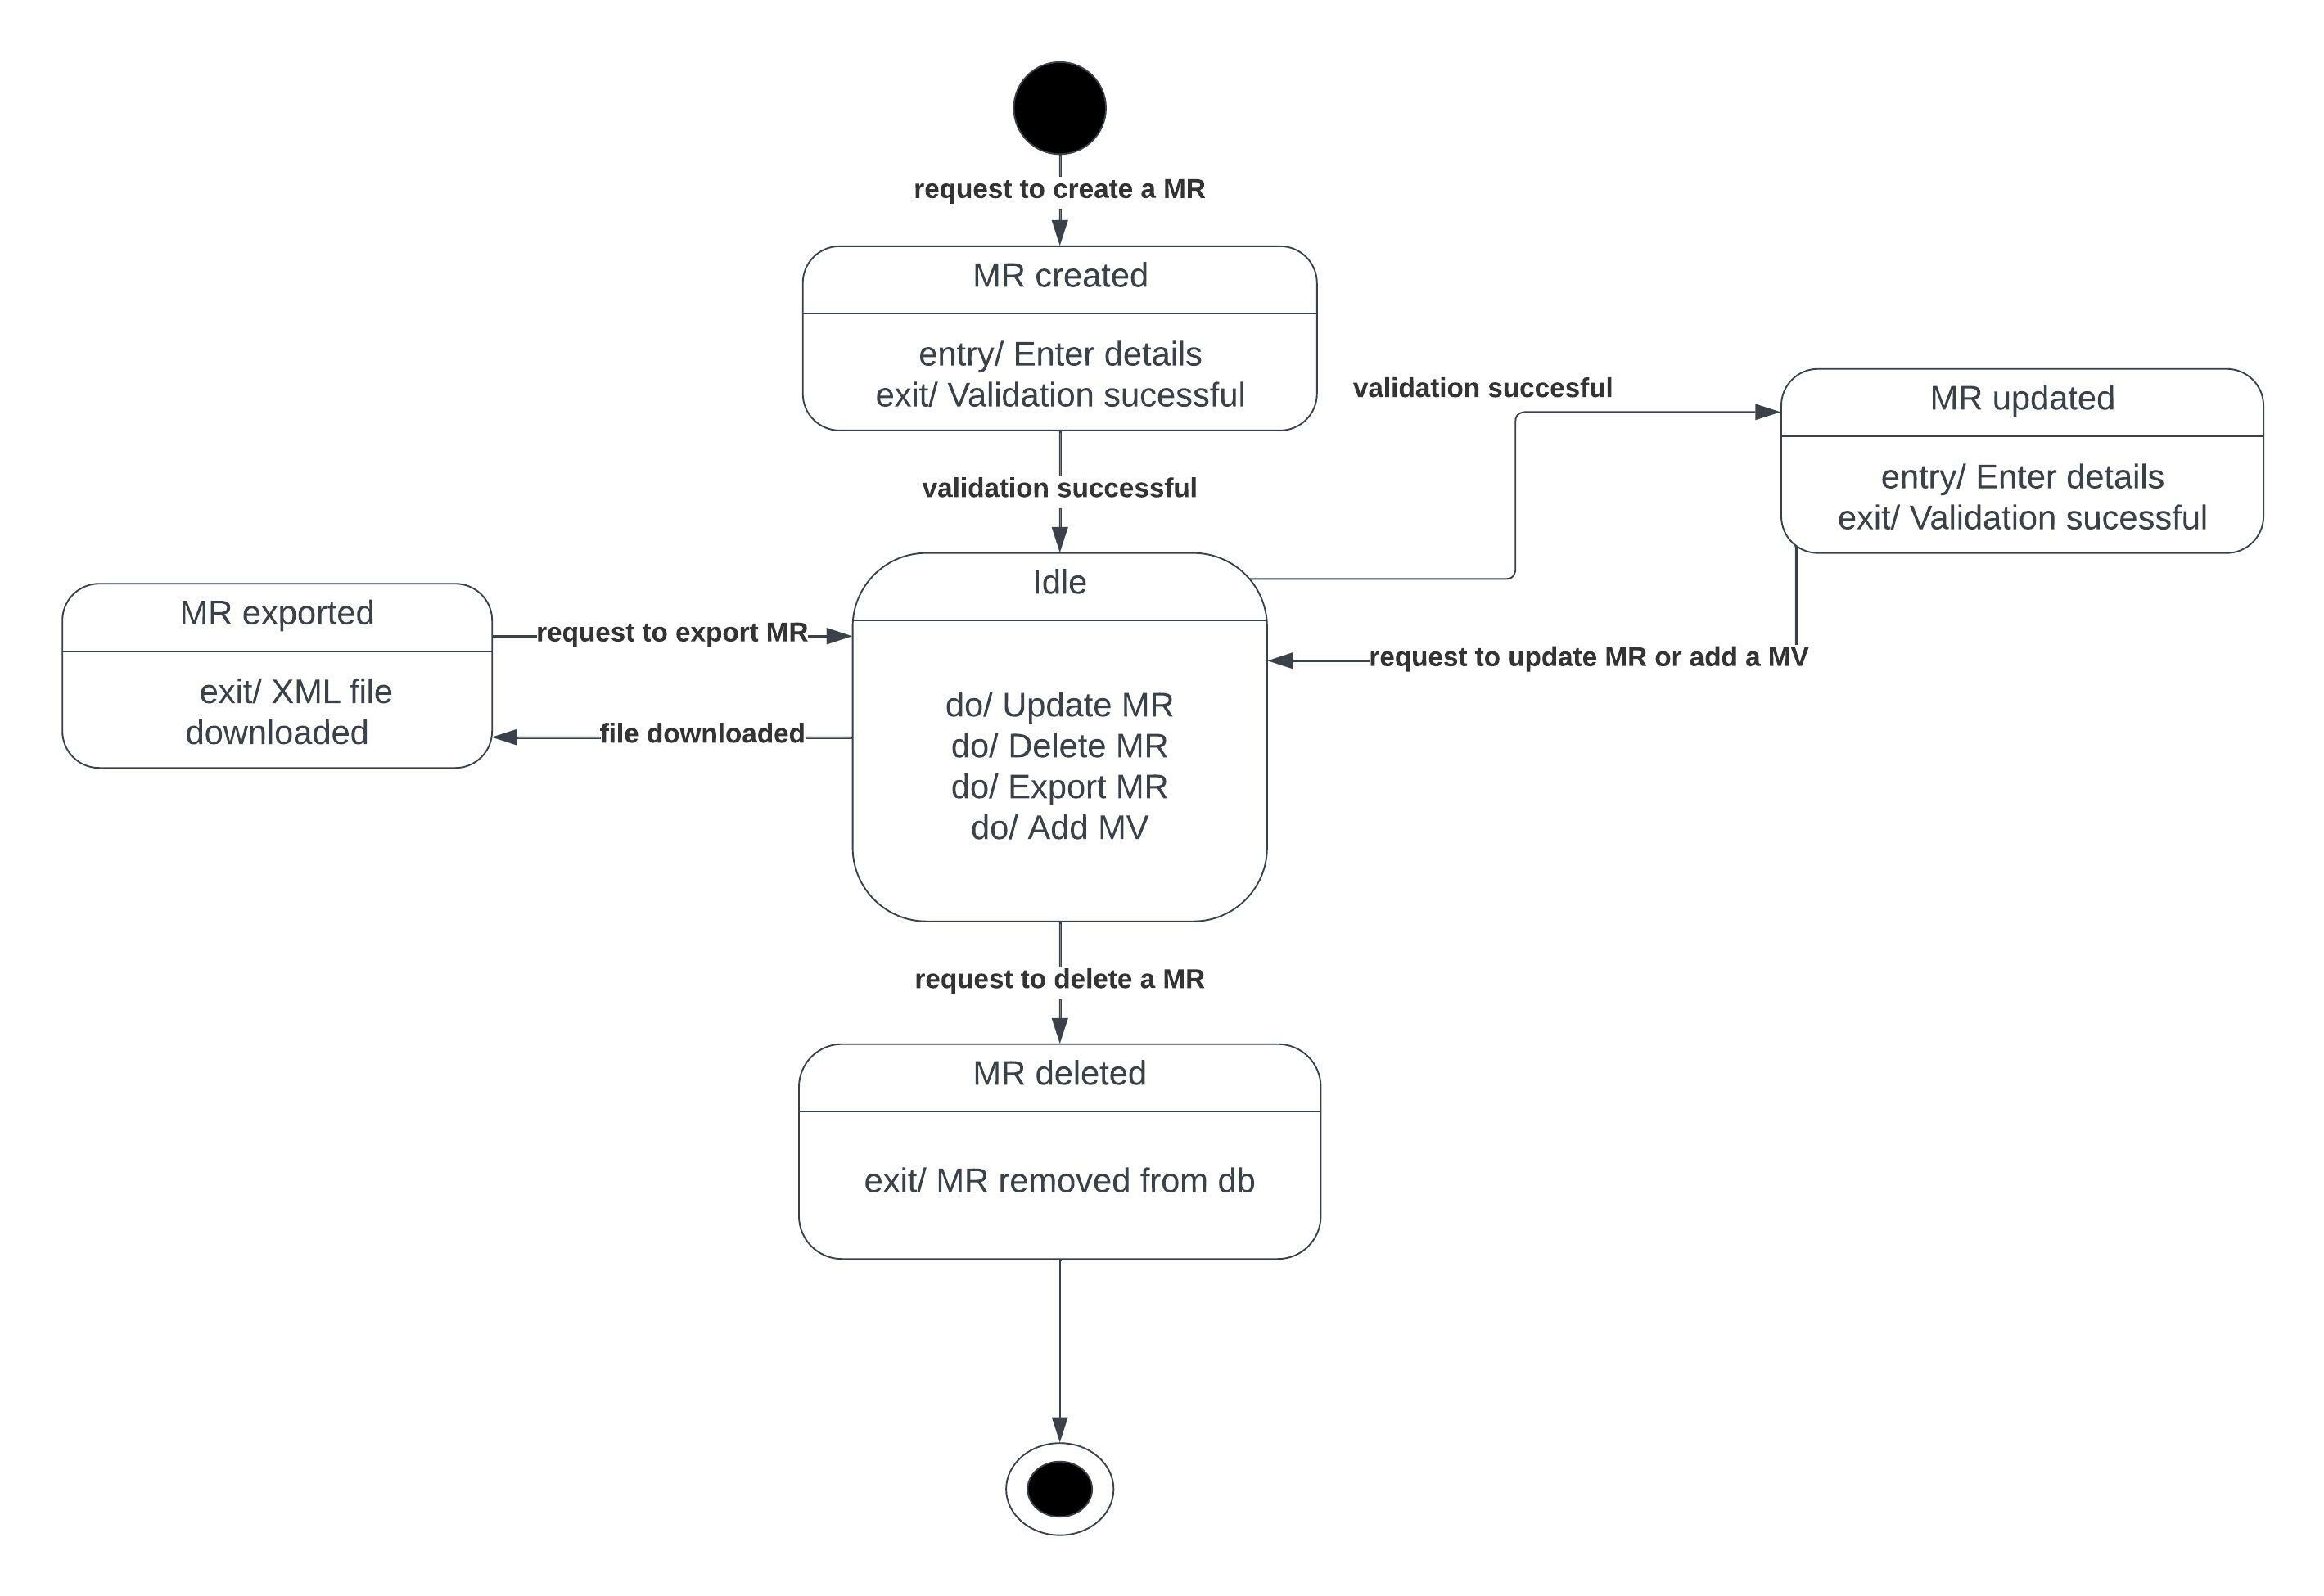 request to create a MR
MR created
entry/ Enter details
exit/ Validation sucessful
validation succesful
MR updated
entry/ Enter details
exit/ Validation sucessful
validation successful
Idle
do/ Update MR
do/ Delete MR
do/ Export MR
do/ Add MV
MR exported
exit/ XML file
downloaded
request to export MR
file downloaded
request to update MR or add a MV
request to delete a MR
MR deleted
exit/ MR removed from db